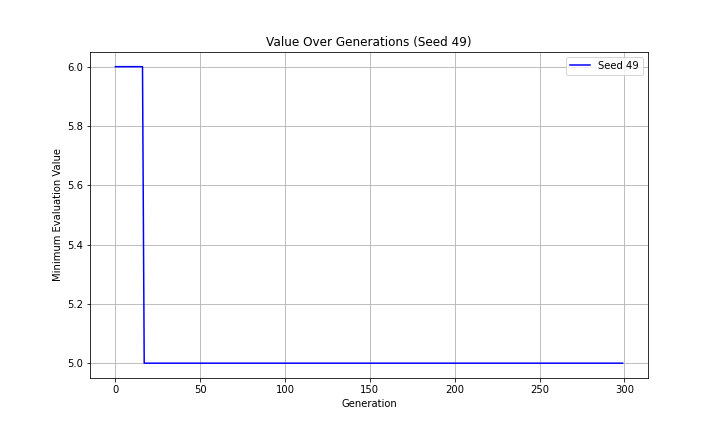 Value Over Generations (Seed 49)
Seed 49
Minimum Evaluation Value
6.0
5.8
5.6
5.4
5.2
5.0
0 50 100 150 200 250 300
Generation